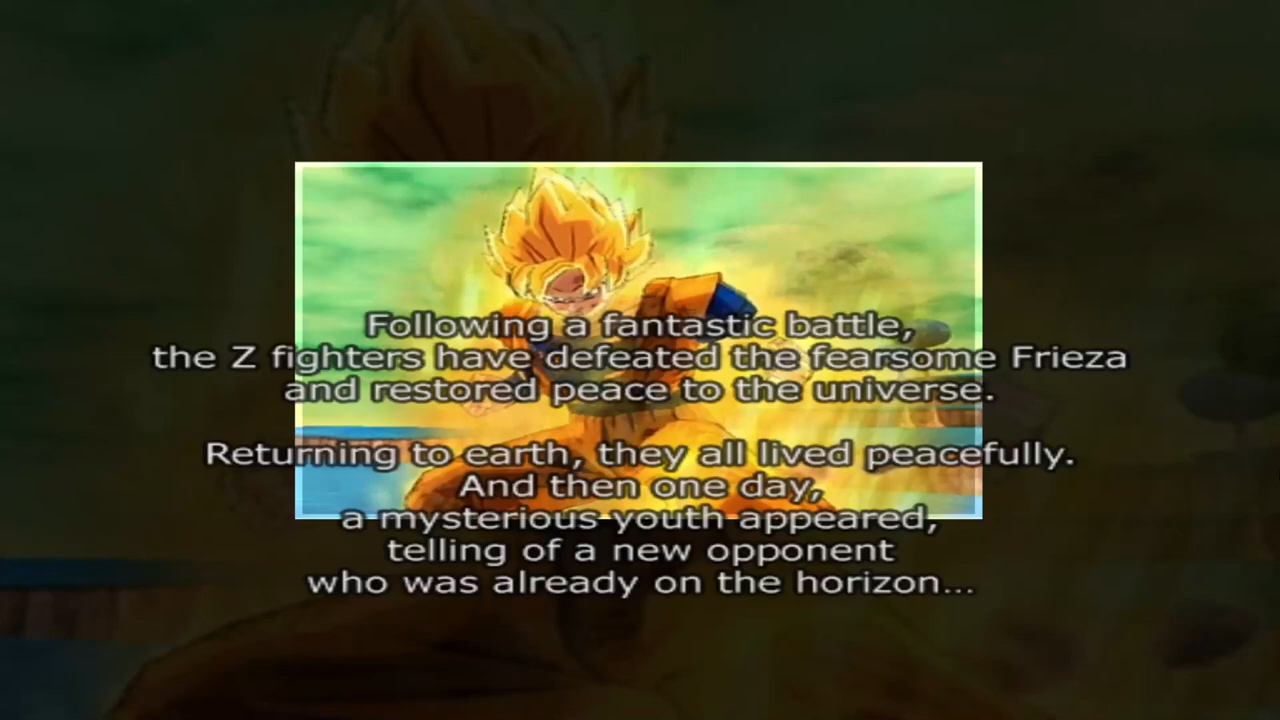 Following a fantastic battle,
the Z fighters have defeated the fearsome Frieza
and restored peace to the universe.
Returning to earth, they all lived peacefully.
And then one day,
a mysterious youth appeared,
telling of a new opponent
who was already on the horizon...